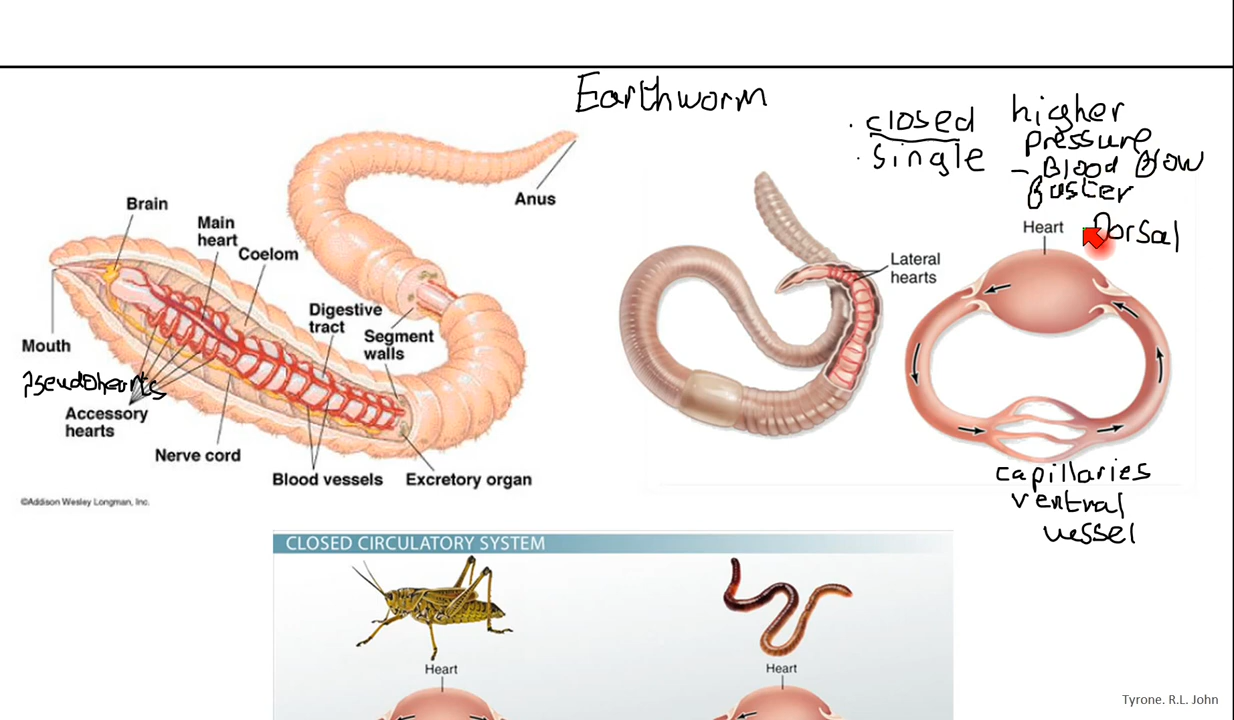 Earthworm
· closed
· single
higher
pressure
- Blood flow
faster
Dorsal
Brain
Main
heart
Coelom
Anus
Digestive
tract
Segment
walls
Mouth
Pseudohearts
Accessory
hearts
Nerve cord
Blood vessels
Excretory organ
©Addison Wesley Longman, Inc.
Lateral
hearts
Heart
capillaries
ventral
vessel
CLOSED CIRCULATORY SYSTEM
Heart
Heart
Tyrone. R.L. John